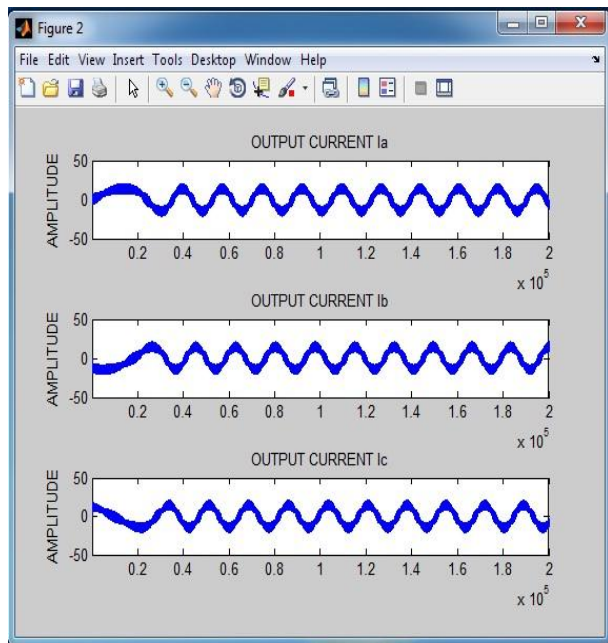 Figure 2
File Edit View Insert Tools Desktop Window Help
OUTPUT CURRENT Ia
AMPLITUDE
50
0
-50
0.2 0.4 0.6 0.8 1 1.2 1.4 1.6 1.8 2
x 10^5
OUTPUT CURRENT Ib
AMPLITUDE
50
0
-50
0.2 0.4 0.6 0.8 1 1.2 1.4 1.6 1.8 2
x 10^5
OUTPUT CURRENT Ic
AMPLITUDE
50
0
-50
0.2 0.4 0.6 0.8 1 1.2 1.4 1.6 1.8 2
x 10^5